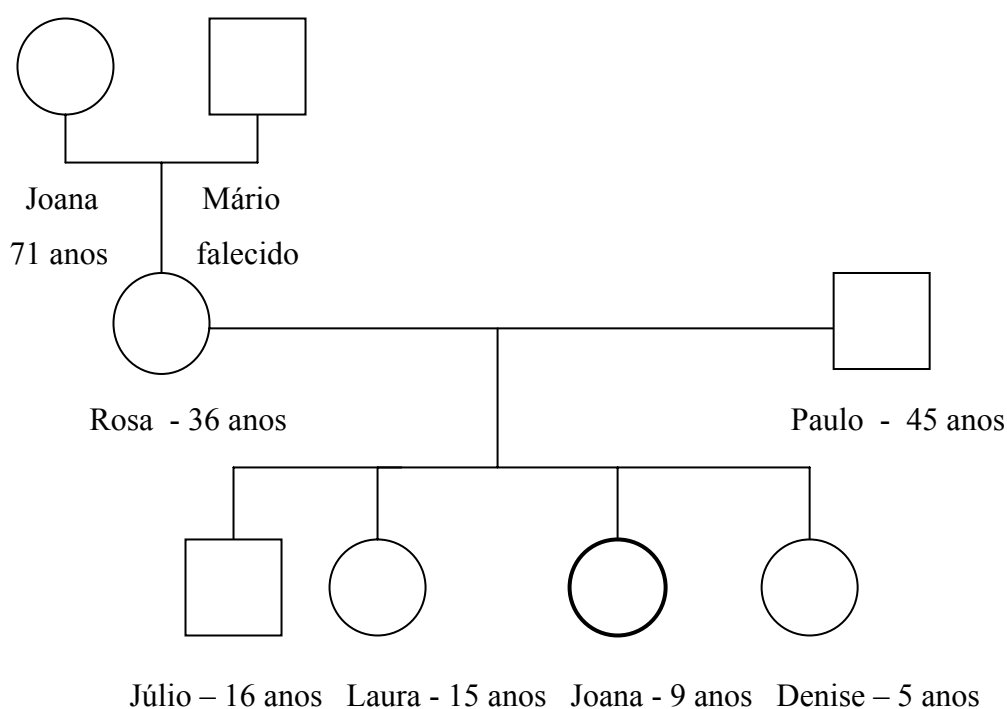 Joana Mário
71 anos falecido
Rosa - 36 anos Paulo - 45 anos
Júlio – 16 anos Laura - 15 anos Joana - 9 anos Denise – 5 anos